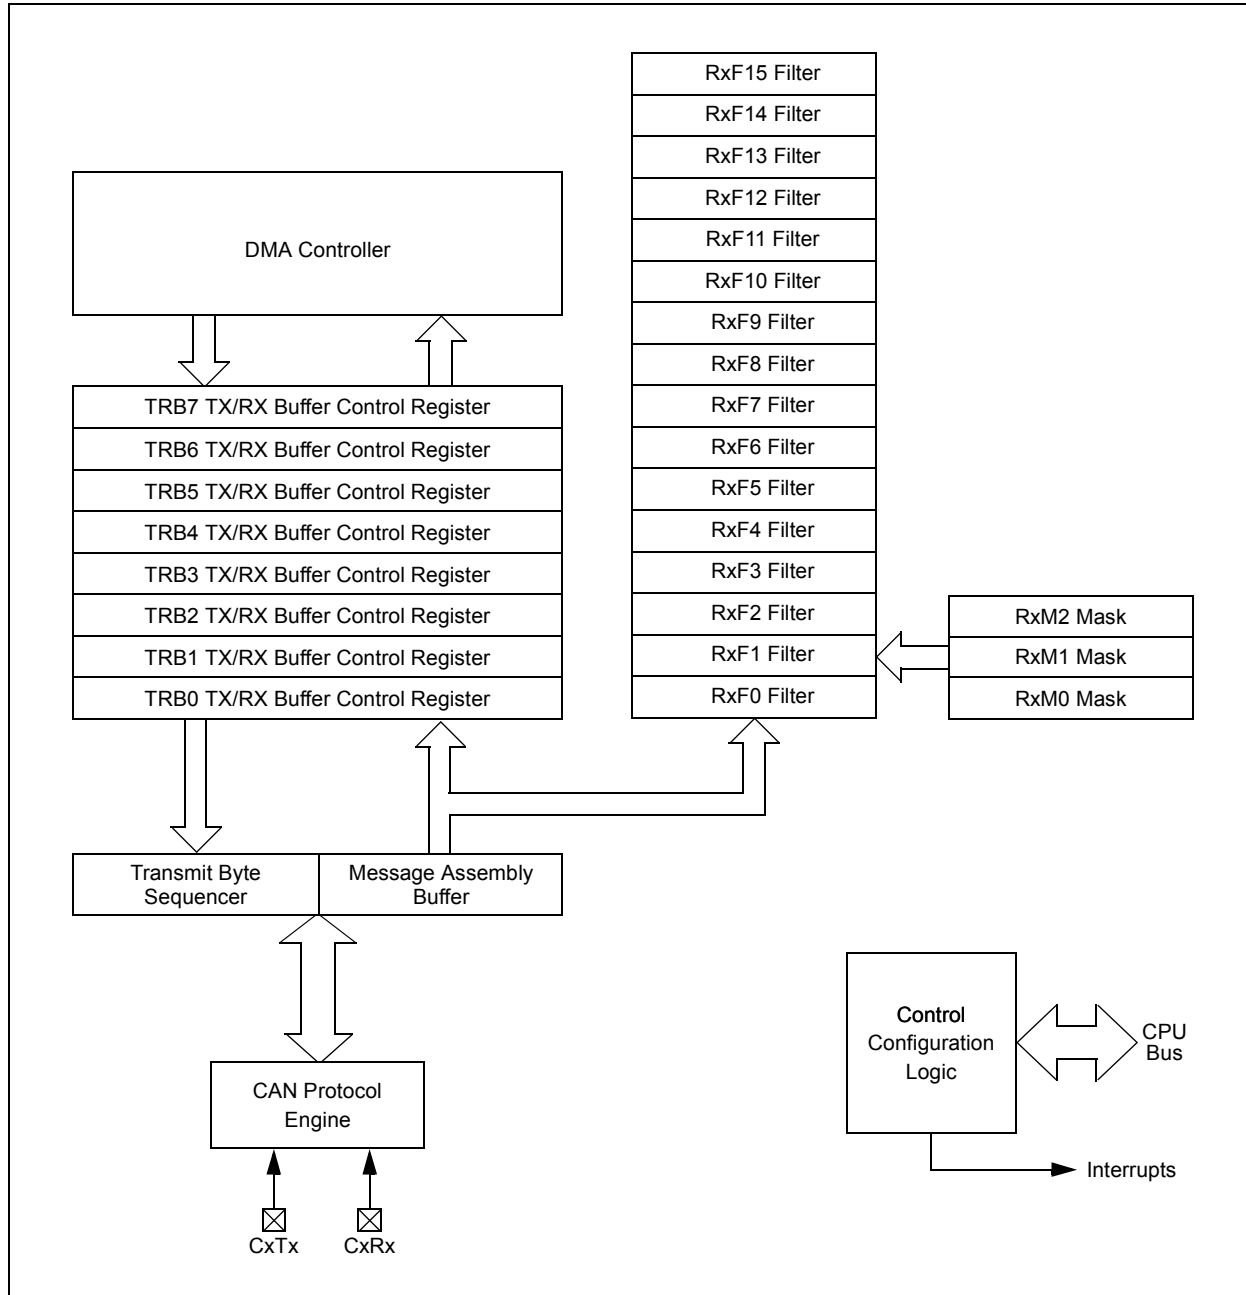 RxF15 Filter
RxF14 Filter
RxF13 Filter
RxF12 Filter
RxF11 Filter
RxF10 Filter
RxF9 Filter
RxF8 Filter
RxF7 Filter
RxF6 Filter
RxF5 Filter
RxF4 Filter
RxF3 Filter
RxF2 Filter
RxF1 Filter
RxF0 Filter
DMA Controller
TRB7 TX/RX Buffer Control Register
TRB6 TX/RX Buffer Control Register
TRB5 TX/RX Buffer Control Register
TRB4 TX/RX Buffer Control Register
TRB3 TX/RX Buffer Control Register
TRB2 TX/RX Buffer Control Register
TRB1 TX/RX Buffer Control Register
TRB0 TX/RX Buffer Control Register
RxM2 Mask
RxM1 Mask
RxM0 Mask
Transmit Byte
Sequencer
Message Assembly
Buffer
CAN Protocol
Engine
CxTx
CxRx
Control
Configuration
Logic
CPU
Bus
Interrupts